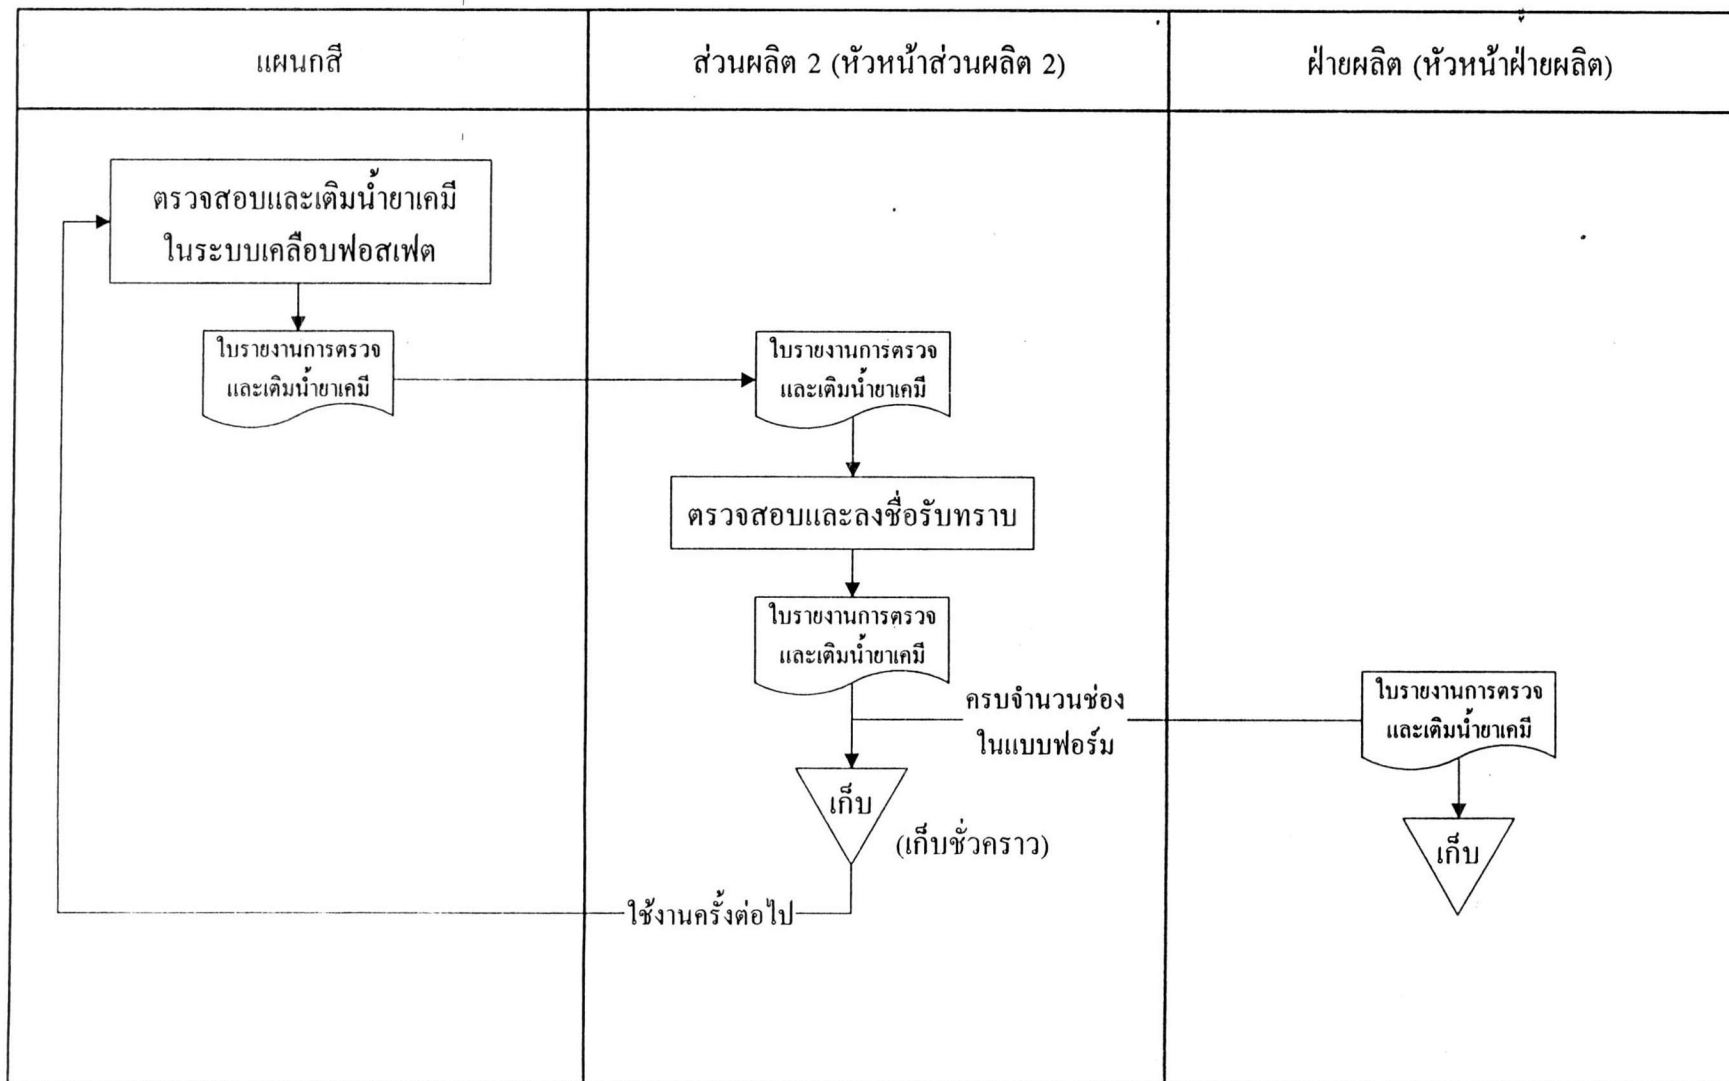 แผนกสี
ส่วนผลิต 2 (หัวหน้าส่วนผลิต 2)
ฝ่ายผลิต (หัวหน้าฝ่ายผลิต)
ตรวจสอบและเติมน้ำยาเคมี
ในระบบเคลือบฟอสเฟต
ใบรายงานการตรวจ
และเติมน้ำยาเคมี
ใบรายงานการตรวจ
และเติมน้ำยาเคมี
ตรวจสอบและลงชื่อรับทราบ
ใบรายงานการตรวจ
และเติมน้ำยาเคมี
ครบจำนวนช่อง
ในแบบฟอร์ม
ใบรายงานการตรวจ
และเติมน้ำยาเคมี
เก็บ
(เก็บชั่วคราว)
เก็บ
ใช้งานครั้งต่อไป